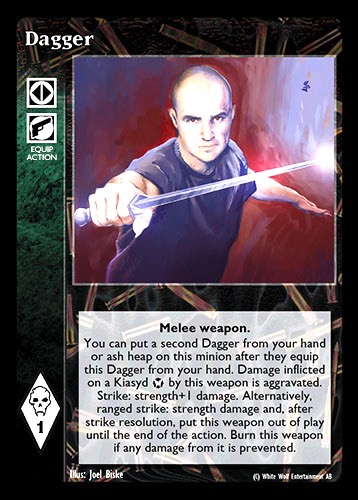 Dagger
EQUIP
ACTION
Melee weapon.
You can put a second Dagger from your hand
or ash heap on this minion after they equip
this Dagger from your hand. Damage inflicted
on a Kiasyd by this weapon is aggravated.
Strike: strength+1 damage. Alternatively,
ranged strike: strength damage and, after
strike resolution, put this weapon out of play
until the end of the action. Burn this weapon
if any damage from it is prevented.
1
Illus: Joel Biske
(C) White Wolf Entertainment AB